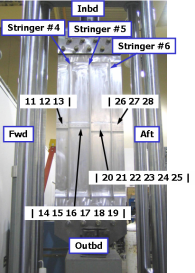 Inbd
Stringer #4
Stringer #5
Stringer #6
11 12 13 |
| 26 27 28
Fwd
Aft
| 20 21 22 23 24 25 |
| 14 15 16 17 18 19 |
Outbd